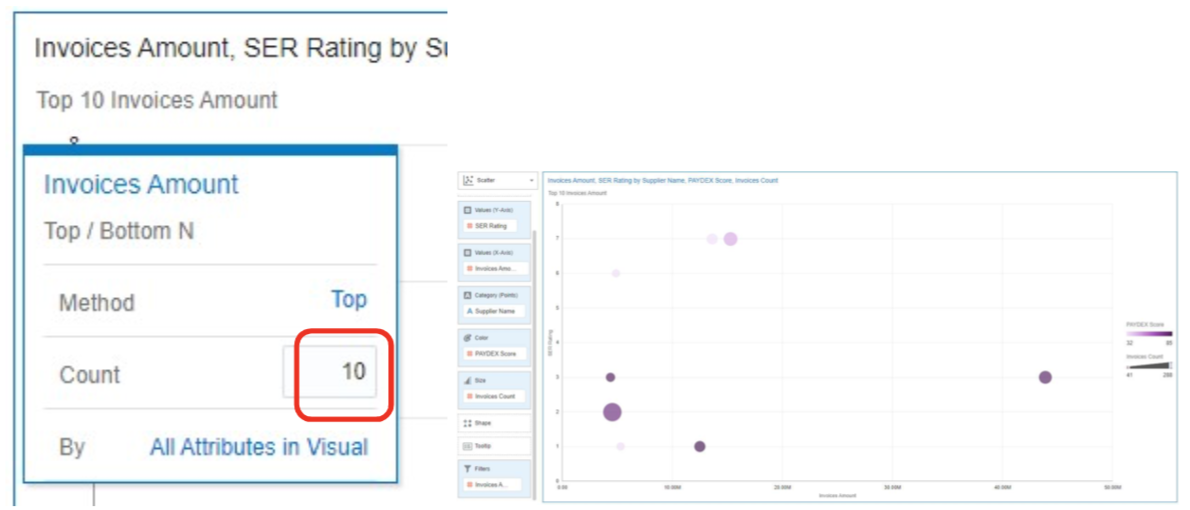 Invoices Amount, SER Rating by Su
Top 10 Invoices Amount
8
Invoices Amount
Top / Bottom N
Method Top
Count 10
By All Attributes in Visual
Scatter
Values (Y-Axis)
SER Rating
Values (X-Axis)
Invoices Amo...
Category (Points)
Supplier Name
Color
PAYDEX Score
Size
Invoices Count
Shape
Tooltip
Filters
Invoices A...
Invoices Amount, SER Rating by Supplier Name, PAYDEX Score, Invoices Count
Top 10 Invoices Amount
8
7
6
5
4
3
2
1
0
SER Rating
0.00 10.00M 20.00M 30.00M 40.00M 50.00M
Invoices Amount
PAYDEX Score
32 85
Invoices Count
41 288